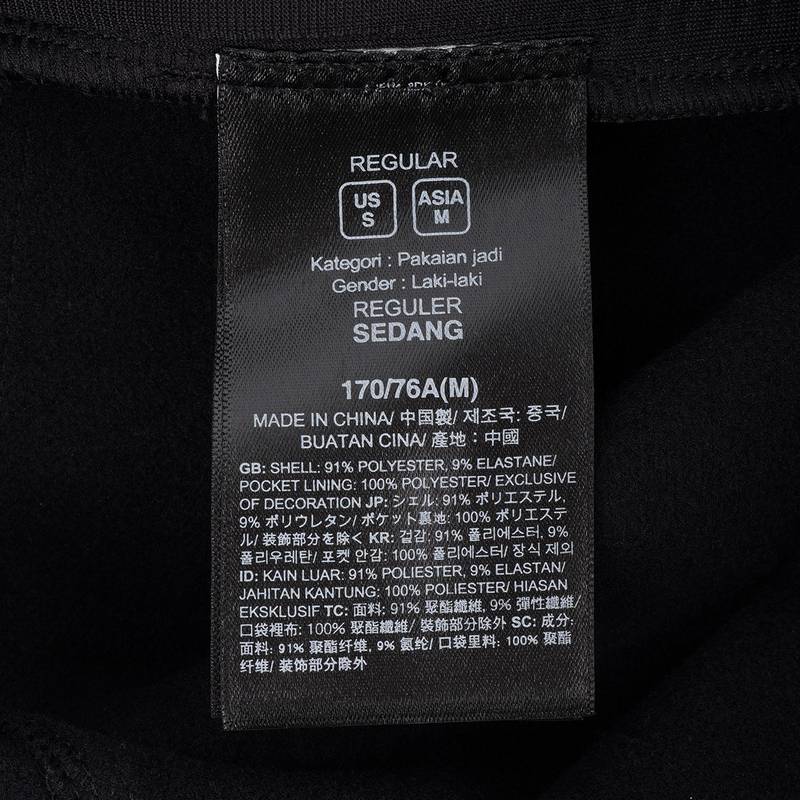 REGULAR
US ASIA
S M
Kategori : Pakaian jadi
Gender : Laki-laki
REGULER
SEDANG
170/76A(M)
MADE IN CHINA/ 中国製/ 제조국: 중국/
BUATAN CINA/ 產地：中國
GB: SHELL: 91% POLYESTER, 9% ELASTANE/
POCKET LINING: 100% POLYESTER/ EXCLUSIVE
OF DECORATION JP: シェル: 91% ポリエステル,
9% ポリウレタン/ ポケット裏地: 100% ポリエステ
ル/ 装飾部分を除く KR: 겉감: 91% 폴리에스터, 9%
폴리우레탄/ 포켓 안감: 100% 폴리에스터/ 장식 제외
ID: KAIN LUAR: 91% POLIESTER, 9% ELASTAN/
JAHITAN KANTUNG: 100% POLIESTER/ HIASAN
EKSKLUSIF TC: 面料: 91% 聚酯纖維, 9% 彈性纖維/
口袋裡布: 100% 聚酯纖維/ 裝飾部分除外 SC: 成分:
面料: 91% 聚酯纤维, 9% 氨纶/ 口袋里料: 100% 聚酯
纤维/ 装饰部分除外